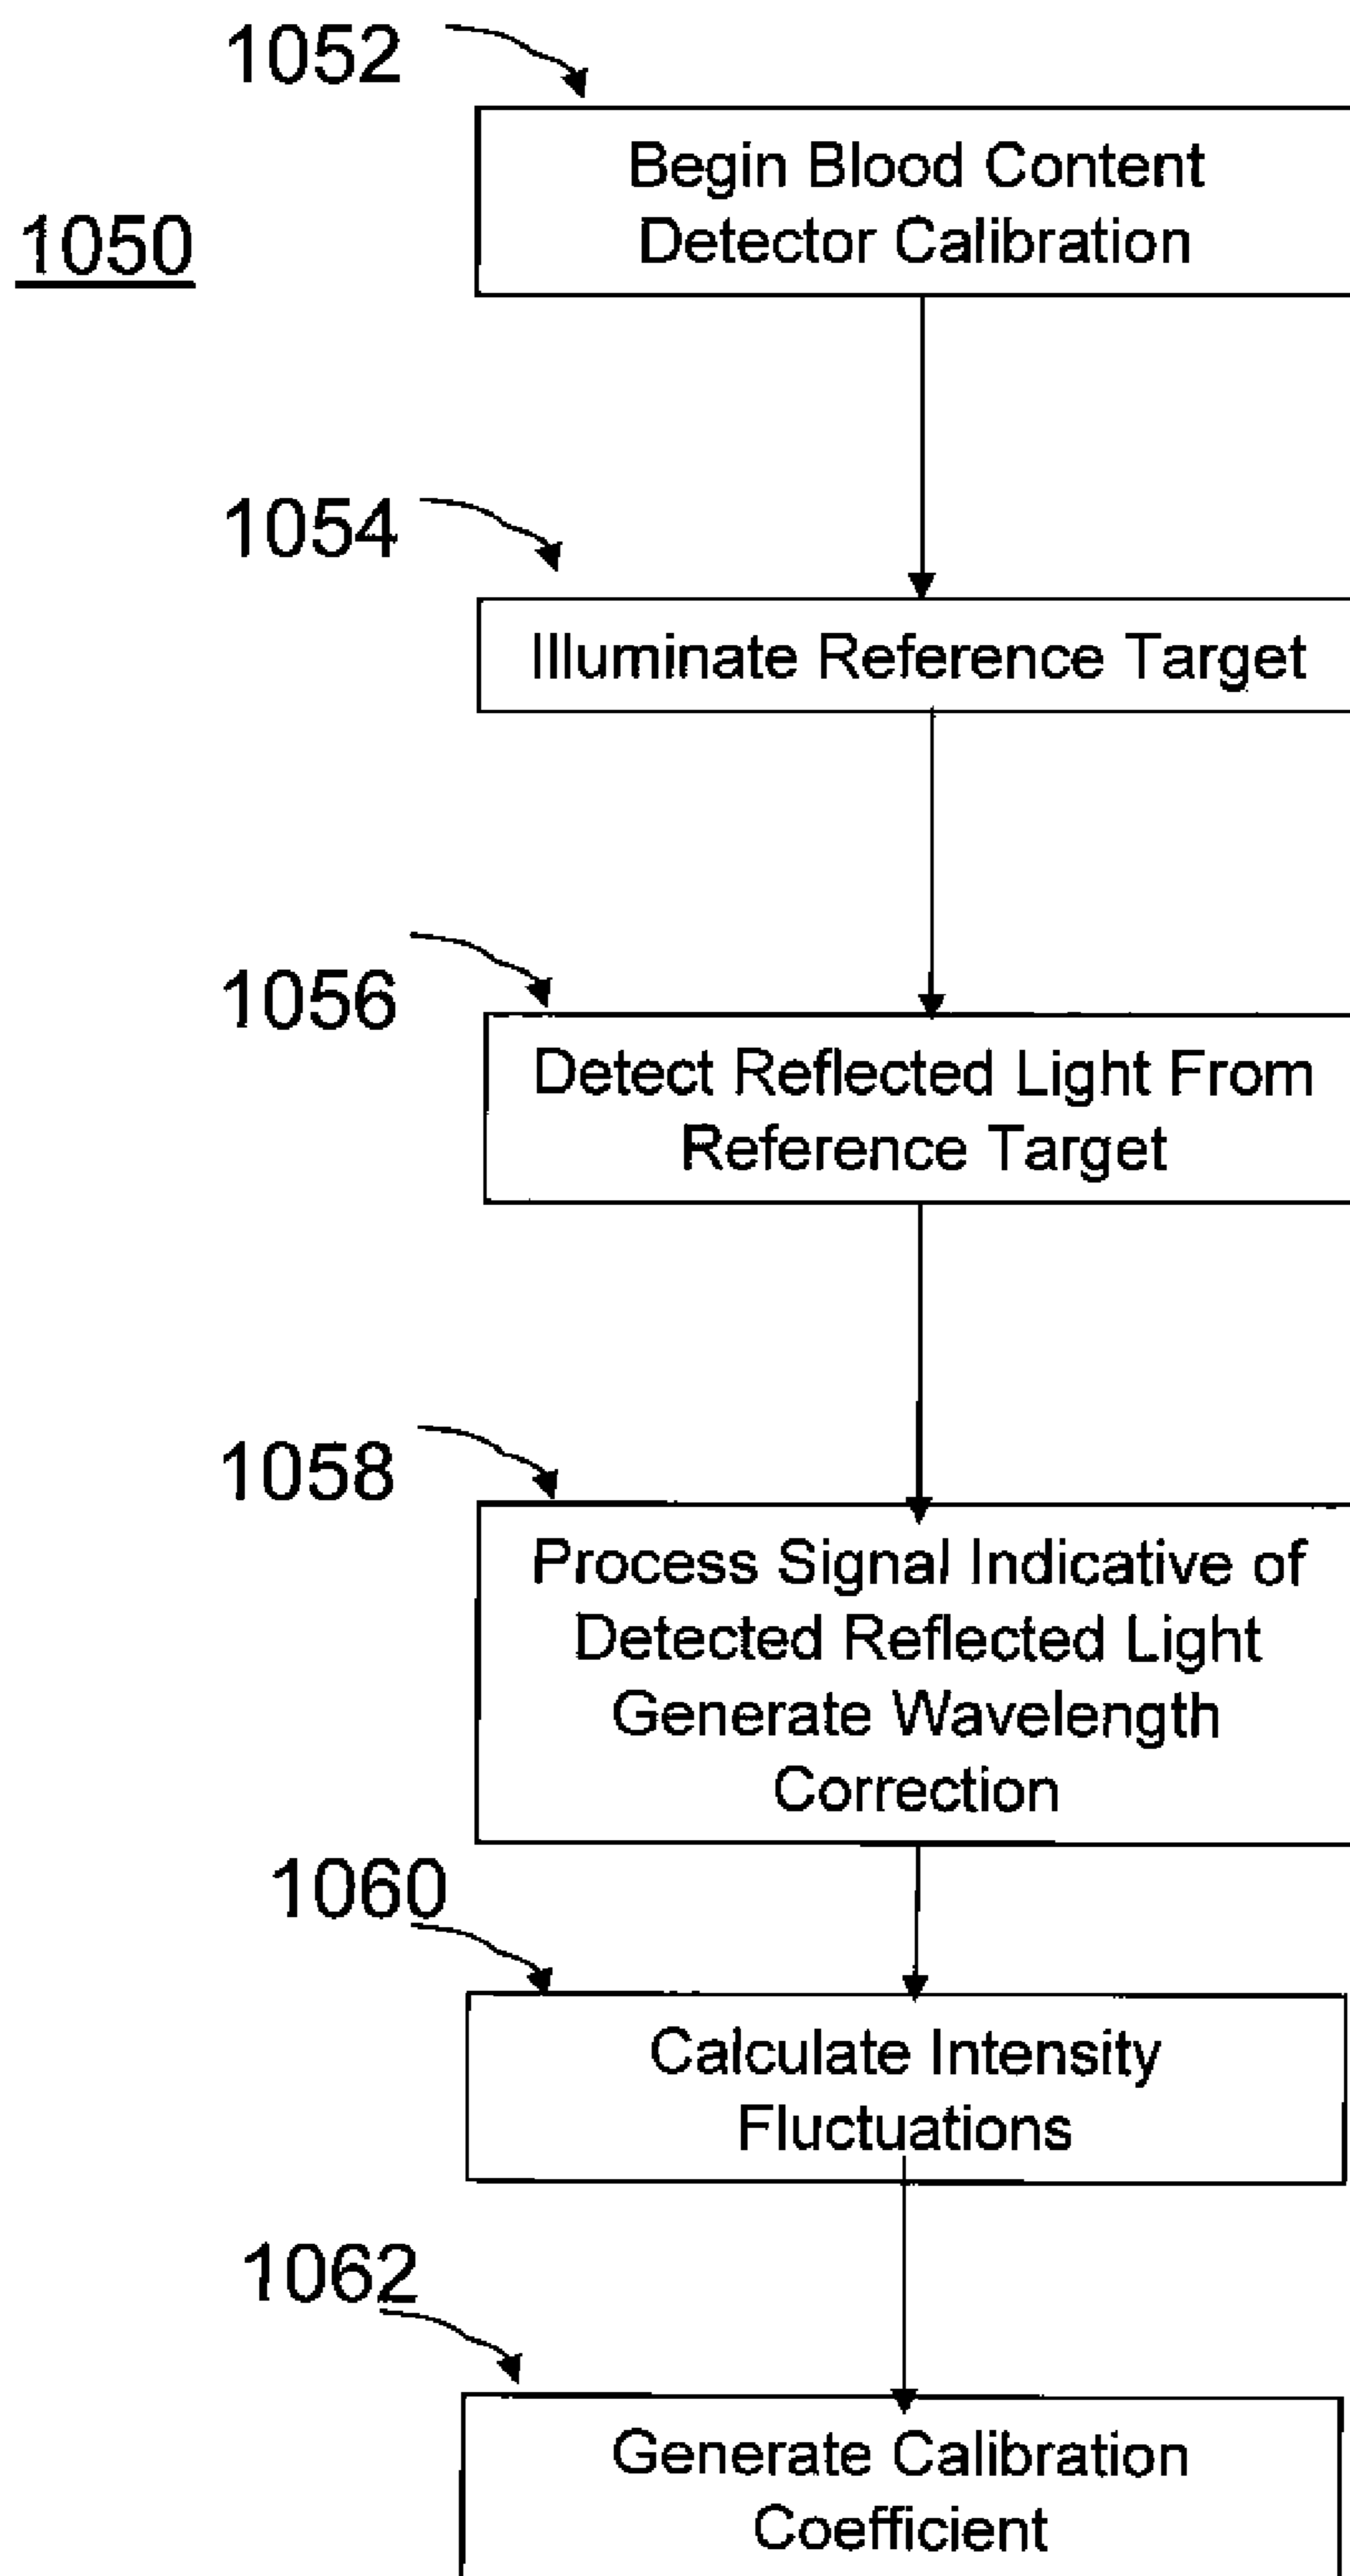 1052
Begin Blood Content
Detector Calibration
1050
1054
Illuminate Reference Target
1056
Detect Reflected Light From
Reference Target
1058
Process Signal Indicative of
Detected Reflected Light
Generate Wavelength
Correction
1060
Calculate Intensity
Fluctuations
1062
Generate Calibration
Coefficient